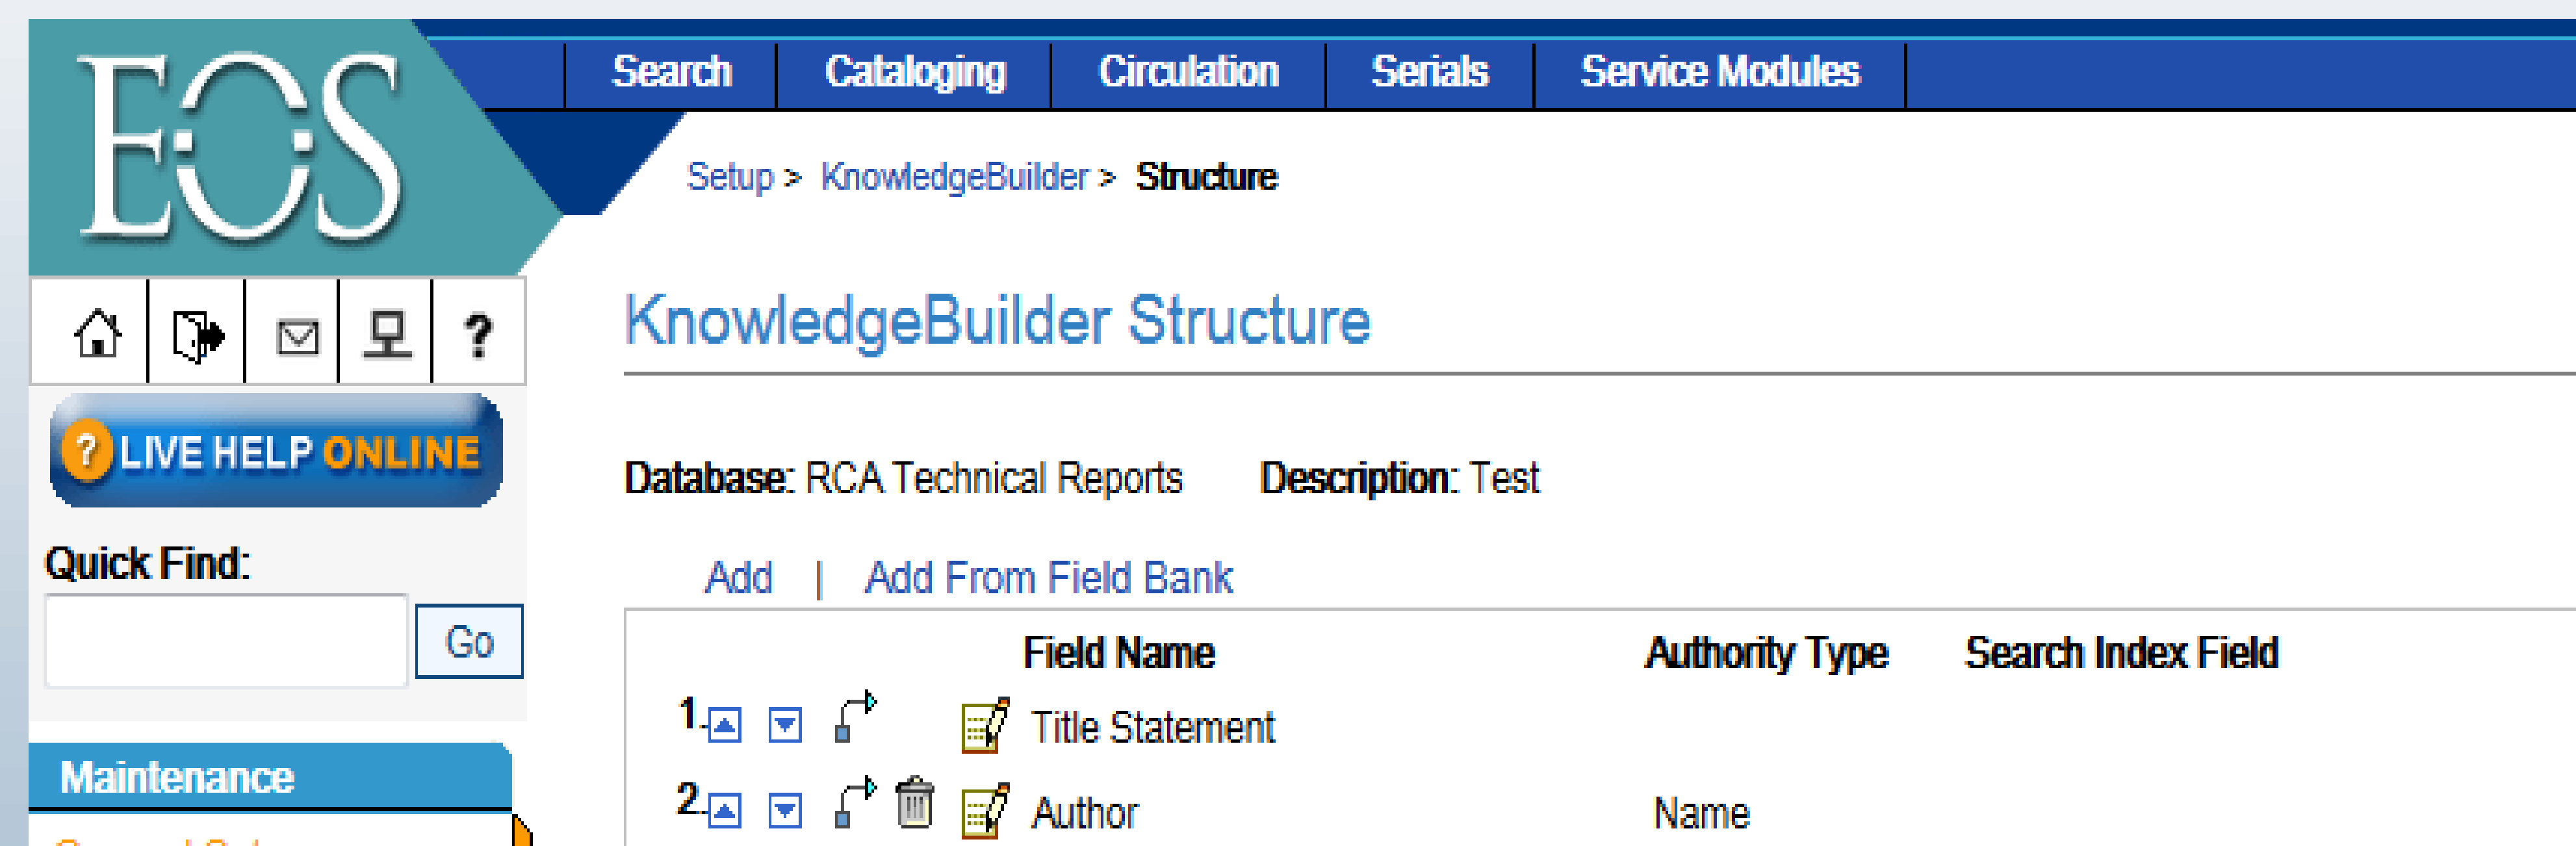 EOS
Search Cataloging Circulation Serials Service Modules
Setup > KnowledgeBuilder > Structure
?
KnowledgeBuilder Structure
? LIVE HELP ONLINE
Database: RCA Technical Reports Description: Test
Quick Find:
Add | Add From Field Bank
Go
Field Name Authority Type Search Index Field
1. Title Statement
Maintenance
2. Author Name